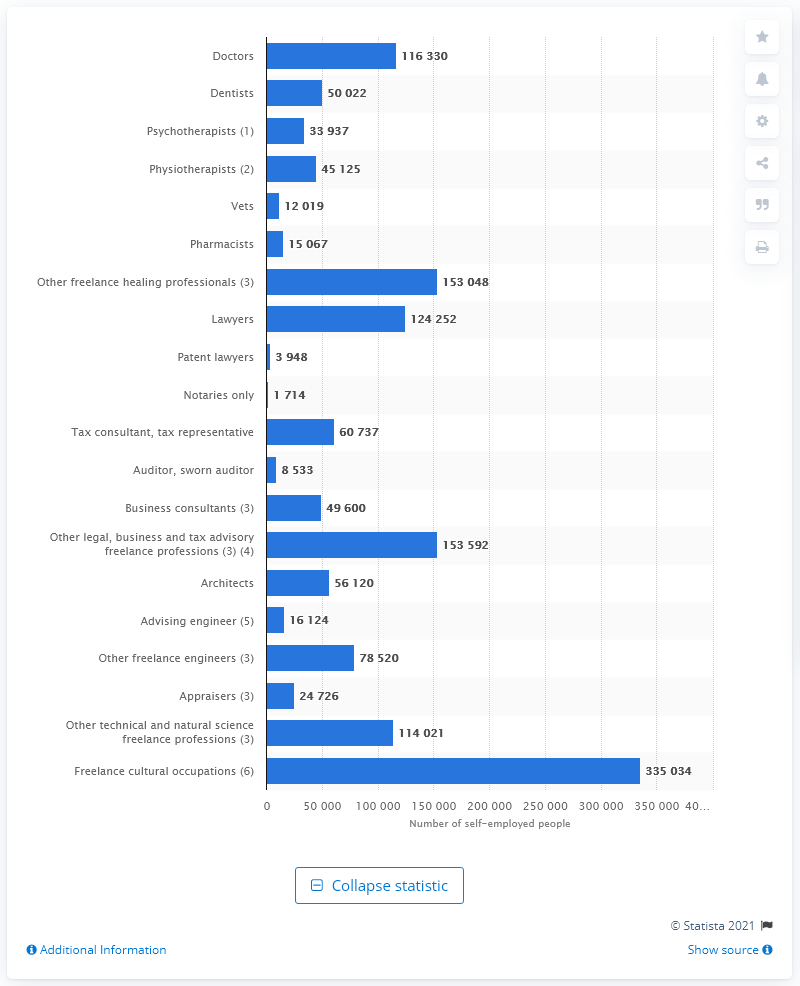 Doctors 116 330
Dentists 50 022
Psychotherapists (1) 33 937
Physiotherapists (2) 45 125
Vets 12 019
Pharmacists 15 067
Other freelance healing professionals (3) 153 048
Lawyers 124 252
Patent lawyers 3 948
Notaries only 1 714
Tax consultant, tax representative 60 737
Auditor, sworn auditor 8 533
Business consultants (3) 49 600
Other legal, business and tax advisory
freelance professions (3) (4) 153 592
Architects 56 120
Advising engineer (5) 16 124
Other freelance engineers (3) 78 520
Appraisers (3) 24 726
Other technical and natural science
freelance professions (3) 114 021
Freelance cultural occupations (6) 335 034
0 50 000 100 000 150 000 200 000 250 000 300 000 350 000 40...
Number of self-employed people
Collapse statistic
© Statista 2021
Additional Information Show source